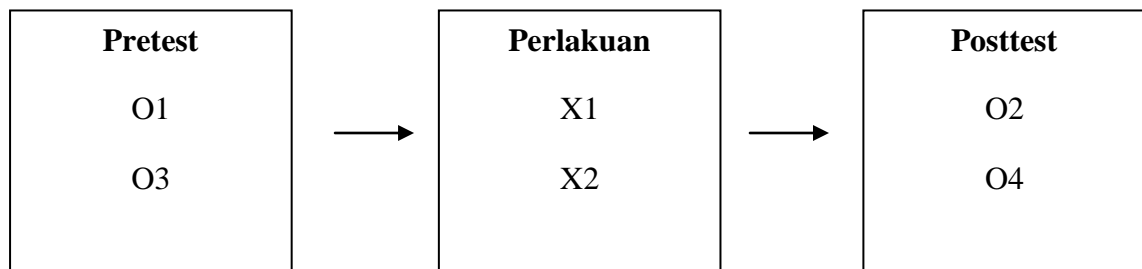 Pretest
O1
O3
Perlakuan
X1
X2
Posttest
O2
O4